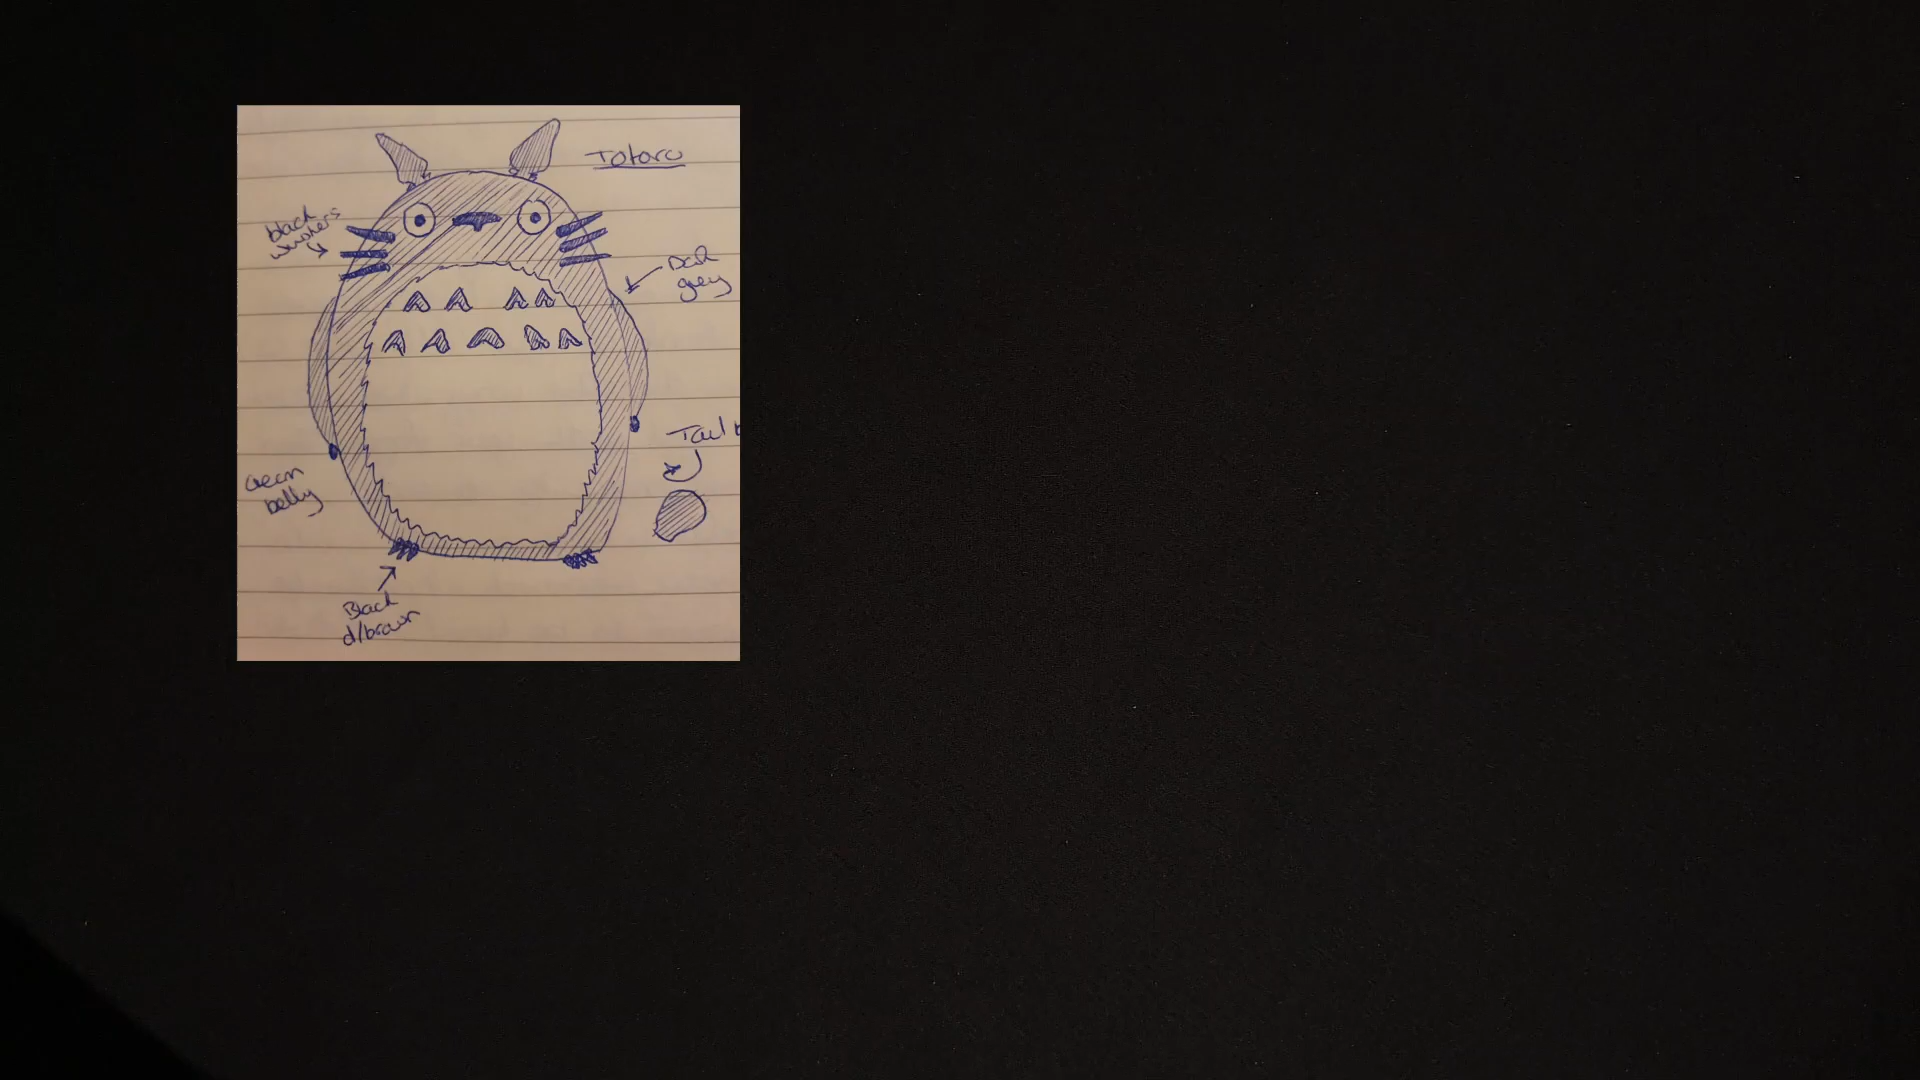 Totoro
black
whiskers
Dark
grey
Tail
Cream
belly
Black
d/brown